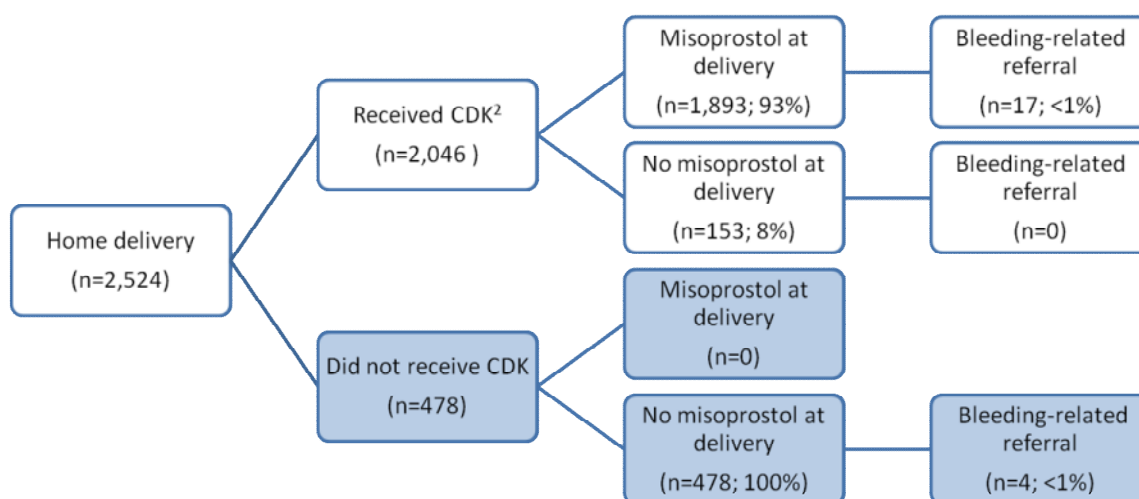 Home delivery
(n=2,524)
Received CDK²
(n=2,046 )
Misoprostol at
delivery
(n=1,893; 93%)
Bleeding-related
referral
(n=17; <1%)
No misoprostol at
delivery
(n=153; 8%)
Bleeding-related
referral
(n=0)
Did not receive CDK
(n=478)
Misoprostol at
delivery
(n=0)
No misoprostol at
delivery
(n=478; 100%)
Bleeding-related
referral
(n=4; <1%)